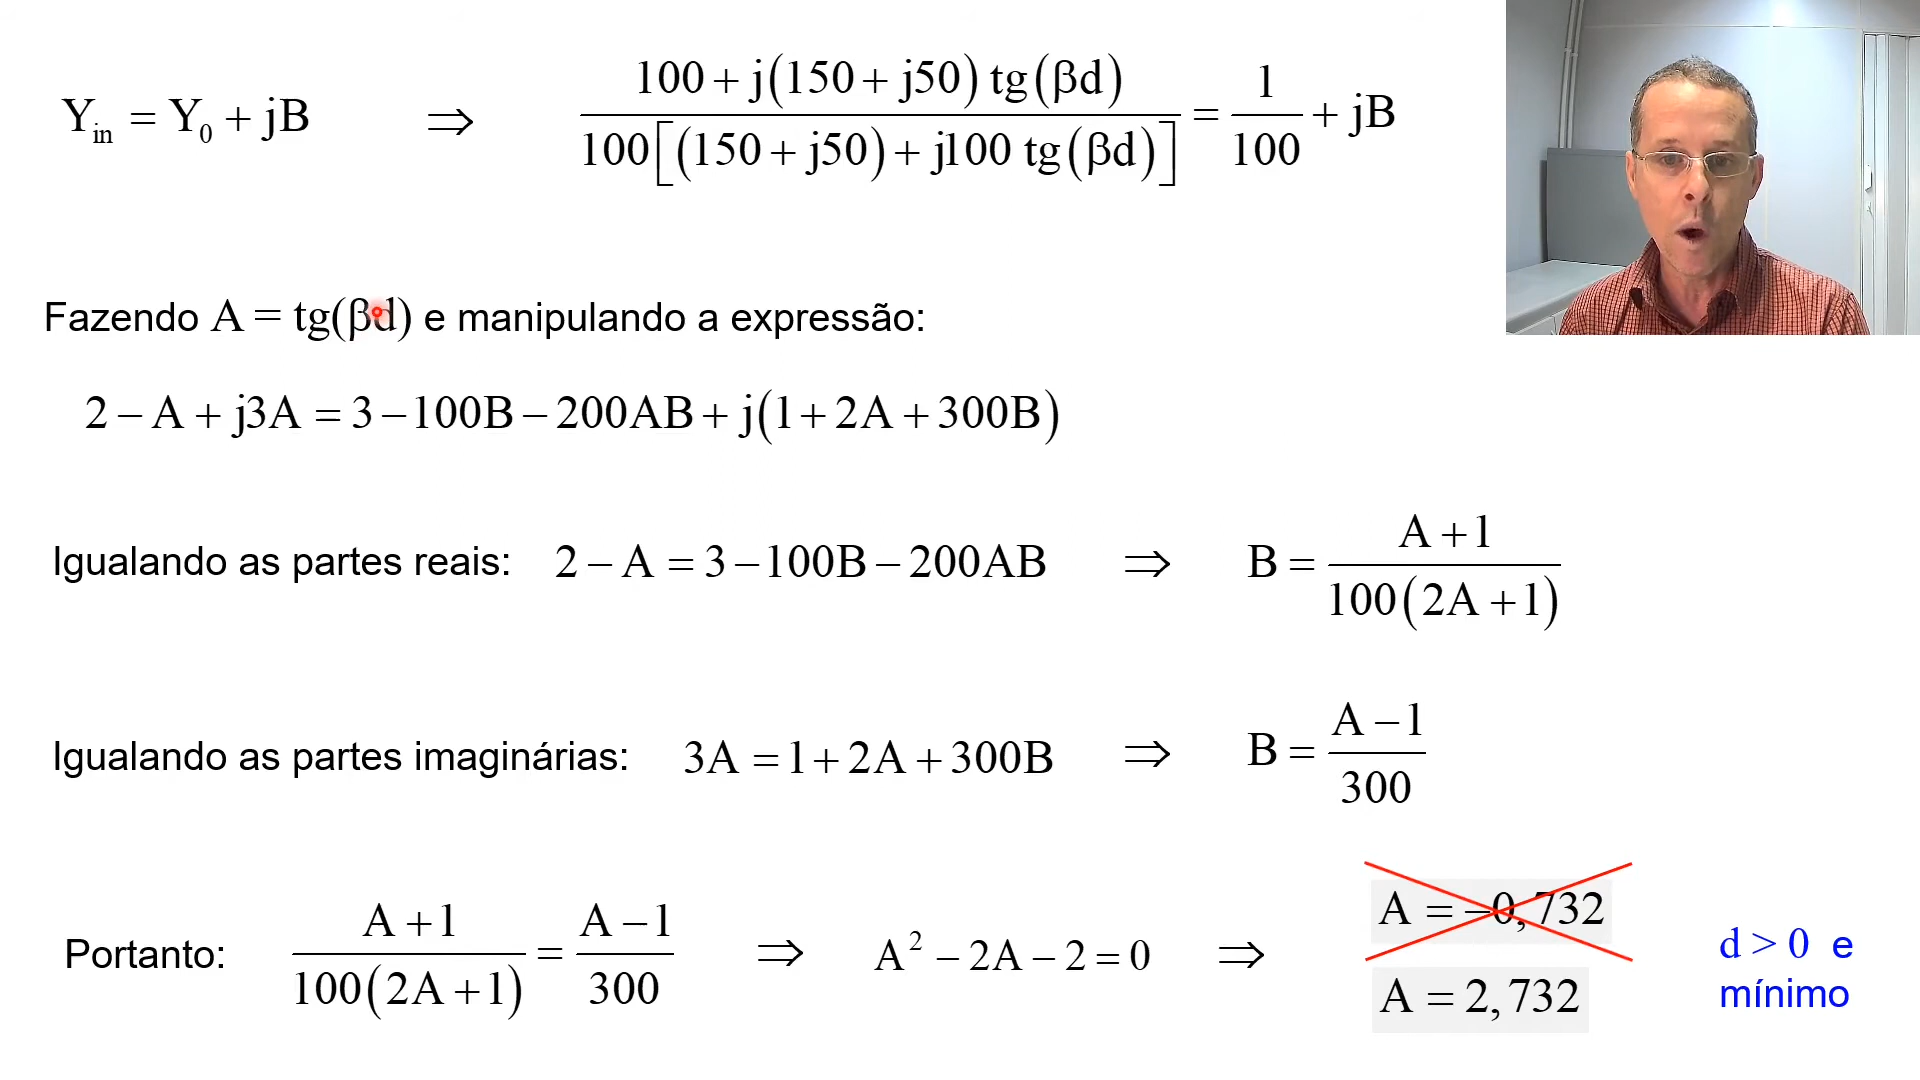 Y_in = Y_0 + jB ⇒ (100 + j(150 + j50) tg(βd)) / (100[(150 + j50) + j100 tg(βd)]) = 1/100 + jB
Fazendo A = tg(βd) e manipulando a expressão:
2 − A + j3A = 3 − 100B − 200AB + j(1 + 2A + 300B)
Igualando as partes reais: 2 − A = 3 − 100B − 200AB ⇒ B = (A + 1) / (100(2A + 1))
Igualando as partes imaginárias: 3A = 1 + 2A + 300B ⇒ B = (A − 1) / 300
Portanto: (A + 1) / (100(2A + 1)) = (A − 1) / 300 ⇒ A² − 2A − 2 = 0 ⇒
A = −0,732
A = 2,732
d > 0 e
mínimo